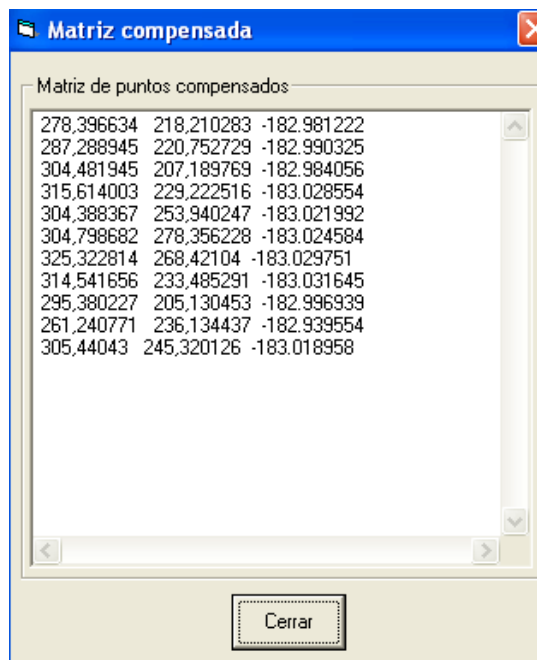 Matriz compensada
Matriz de puntos compensados
278,396634 218,210283 -182.981222
287,288945 220,752729 -182.990325
304,481945 207,189769 -182.984056
315,614003 229,222516 -183.028554
304,388367 253,940247 -183.021992
304,798682 278,356228 -183.024584
325,322814 268,42104 -183.029751
314,541656 233,485291 -183.031645
295,380227 205,130453 -182.996939
261,240771 236,134437 -182.939554
305,44043 245,320126 -183.018958
Cerrar